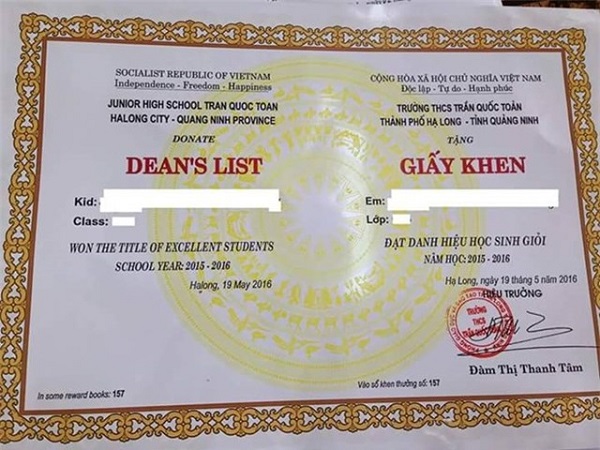 SOCIALIST REPUBLIC OF VIETNAM
Independence - Freedom - Happiness
JUNIOR HIGH SCHOOL TRAN QUOC TOAN
HALONG CITY - QUANG NINH PROVINCE
DONATE
DEAN'S LIST
Kid:
Class:
WON THE TITLE OF EXCELLENT STUDENTS
SCHOOL YEAR: 2015 - 2016
Halong, 19 May 2016
In some reward books: 157
CỘNG HÒA XÃ HỘI CHỦ NGHĨA VIỆT NAM
Độc lập - Tự do - Hạnh phúc
TRƯỜNG THCS TRẦN QUỐC TOẢN
THÀNH PHỐ HẠ LONG - TỈNH QUẢNG NINH
TẶNG
GIẤY KHEN
Em:
Lớp:
ĐẠT DANH HIỆU HỌC SINH GIỎI
NĂM HỌC: 2015 - 2016
Hạ Long, ngày 19 tháng 5 năm 2016
HIỆU TRƯỞNG
TRƯỜNG
THCS
Đàm Thị Thanh Tâm
Vào sổ khen thưởng số: 157